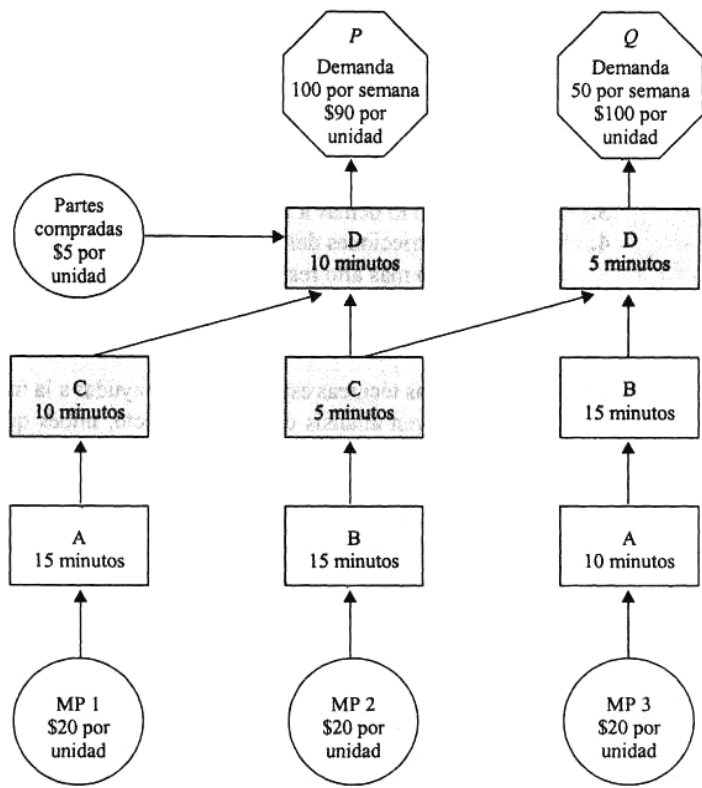 P
Demanda
100 por semana
$90 por
unidad
Q
Demanda
50 por semana
$100 por
unidad
Partes
compradas
$5 por
unidad
D
10 minutos
D
5 minutos
C
10 minutos
C
5 minutos
B
15 minutos
A
15 minutos
B
15 minutos
A
10 minutos
MP 1
$20 por
unidad
MP 2
$20 por
unidad
MP 3
$20 por
unidad